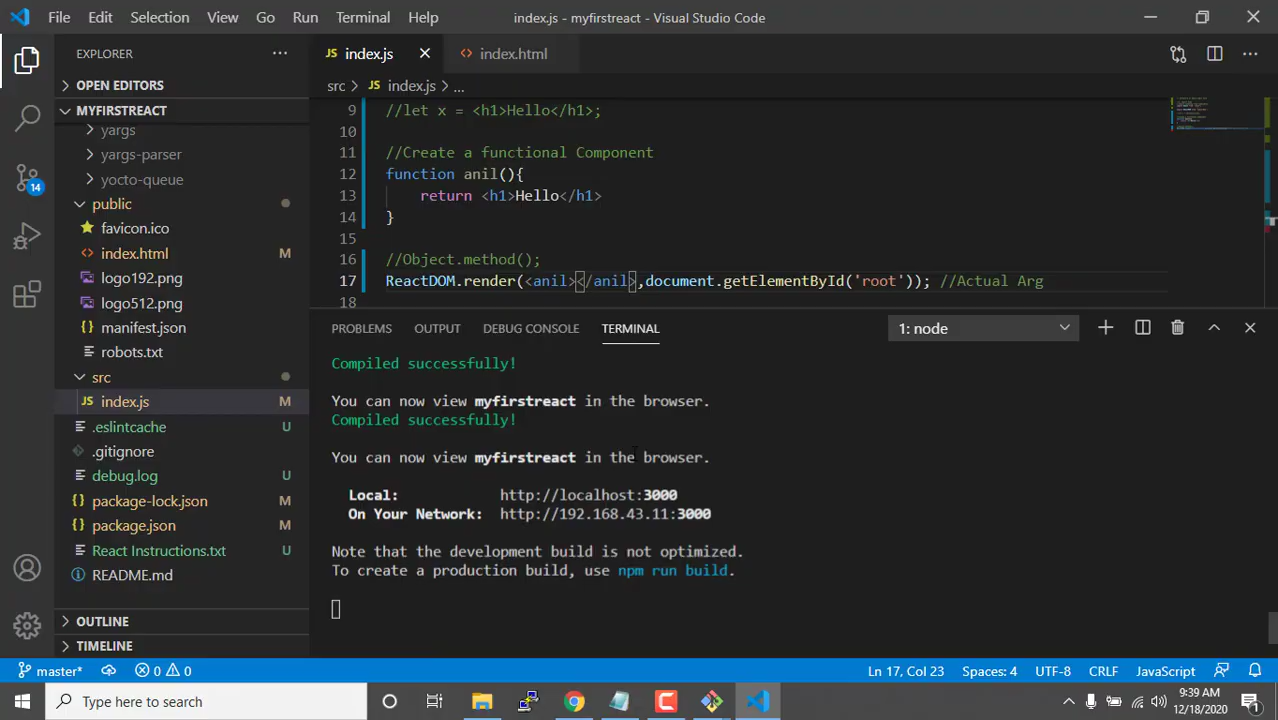 File Edit Selection View Go Run Terminal Help
index.js - myfirstreact - Visual Studio Code
EXPLORER
OPEN EDITORS
MYFIRSTREACT
yargs
yargs-parser
yocto-queue
public
favicon.ico
index.html M
logo192.png
logo512.png
manifest.json
robots.txt
src
JS index.js M
.eslintcache U
.gitignore
debug.log U
package-lock.json M
package.json M
React Instructions.txt U
README.md
OUTLINE
TIMELINE
14
JS index.js
index.html
src > JS index.js > ...
9 //let x = <h1>Hello</h1>;
10
11 //Create a functional Component
12 function anil(){
13 return <h1>Hello</h1>
14 }
15
16 //Object.method();
17 ReactDOM.render(<anil></anil>,document.getElementById('root')); //Actual Arg
18
PROBLEMS OUTPUT DEBUG CONSOLE TERMINAL
1: node
Compiled successfully!
You can now view myfirstreact in the browser.
Compiled successfully!
You can now view myfirstreact in the browser.
Local: http://localhost:3000
On Your Network: http://192.168.43.11:3000
Note that the development build is not optimized.
To create a production build, use npm run build.
master* 0 0
Ln 17, Col 23 Spaces: 4 UTF-8 CRLF JavaScript
Type here to search
9:39 AM
12/18/2020
1